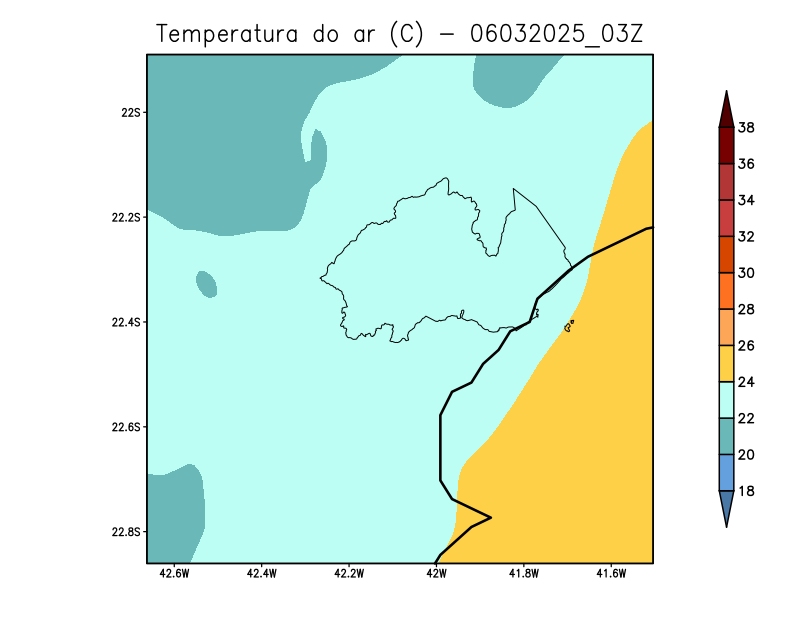 Temperatura do ar (C) - 06032025_03Z
22S
22.2S
22.4S
22.6S
22.8S
42.6W
42.4W
42.2W
42W
41.8W
41.6W
38
36
34
32
30
28
26
24
22
20
18